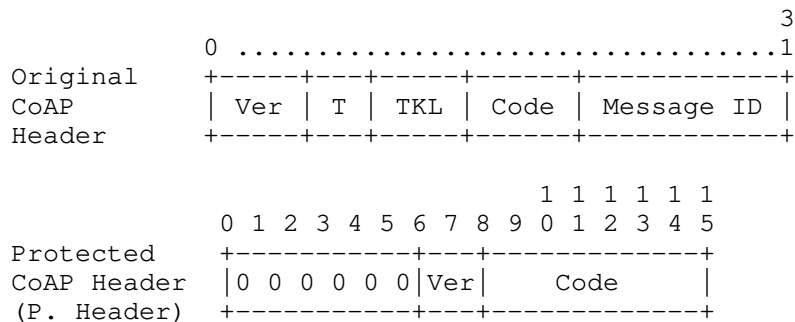 3
             0 ..................................1
Original     +-----+---+-----+------+------------+
CoAP         | Ver | T | TKL | Code | Message ID |
Header       +-----+---+-----+------+------------+
                                  1 1 1 1 1 1
              0 1 2 3 4 5 6 7 8 9 0 1 2 3 4 5
Protected     +-----------+---+-------------+
CoAP Header   |0 0 0 0 0 0|Ver|    Code     |
(P. Header)   +-----------+---+-------------+